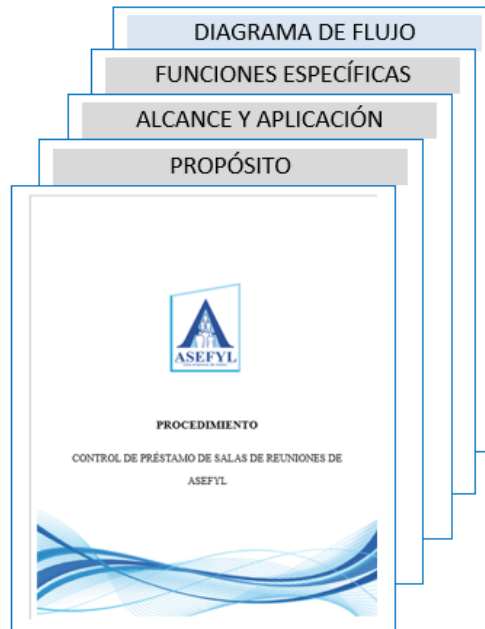 DIAGRAMA DE FLUJO
FUNCIONES ESPECÍFICAS
ALCANCE Y APLICACIÓN
PROPÓSITO
ASEFYL
PROCEDIMIENTO
CONTROL DE PRÉSTAMO DE SALAS DE REUNIONES DE
ASEFYL